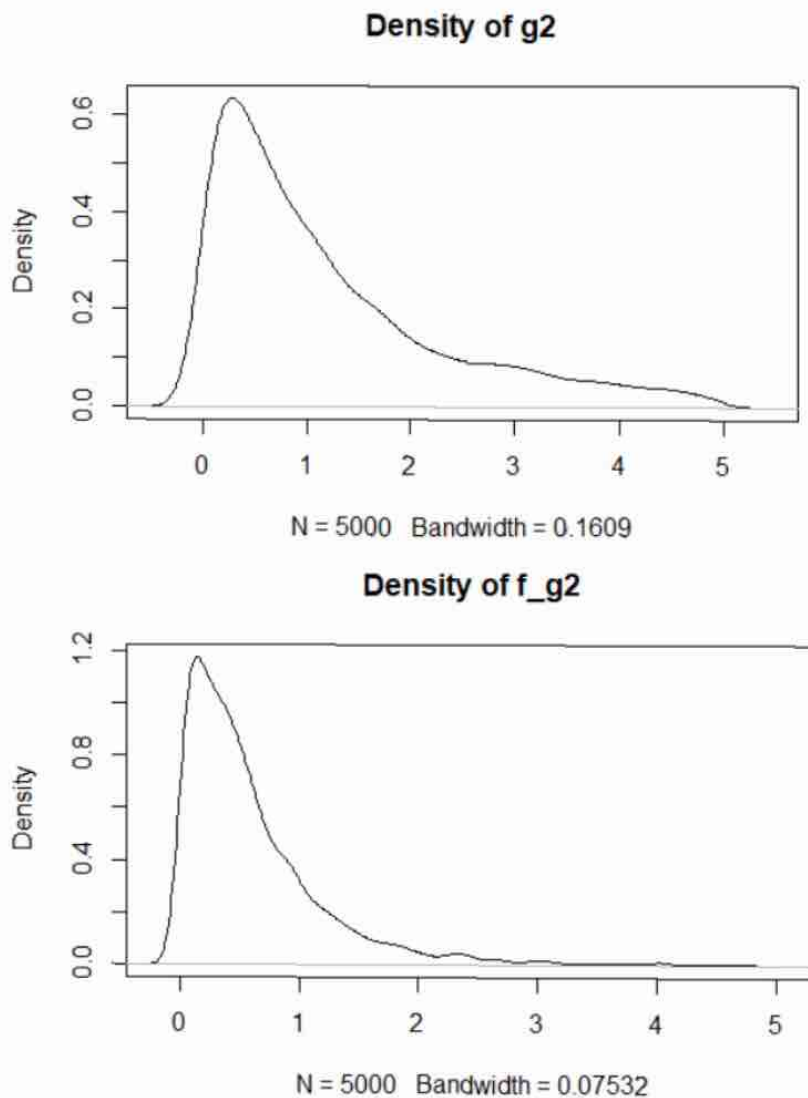 Density of g2
Density
0.6
0.4
0.2
0.0
0 1 2 3 4 5
N = 5000 Bandwidth = 0.1609
Density of f_g2
Density
1.2
0.8
0.4
0.0
0 1 2 3 4 5
N = 5000 Bandwidth = 0.07532